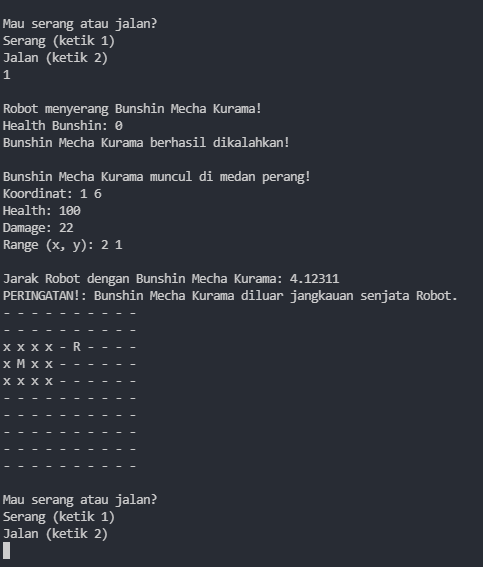 Mau serang atau jalan?
Serang (ketik 1)
Jalan (ketik 2)
1
Robot menyerang Bunshin Mecha Kurama!
Health Bunshin: 0
Bunshin Mecha Kurama berhasil dikalahkan!
Bunshin Mecha Kurama muncul di medan perang!
Koordinat: 1 6
Health: 100
Damage: 22
Range (x, y): 2 1
Jarak Robot dengan Bunshin Mecha Kurama: 4.12311
PERINGATAN!: Bunshin Mecha Kurama diluar jangkauan senjata Robot.
- - - - - - - - - -
- - - - - - - - - -
x x x x - R - - - -
x M x x - - - - - -
x x x x - - - - - -
- - - - - - - - - -
- - - - - - - - - -
- - - - - - - - - -
- - - - - - - - - -
- - - - - - - - - -
Mau serang atau jalan?
Serang (ketik 1)
Jalan (ketik 2)